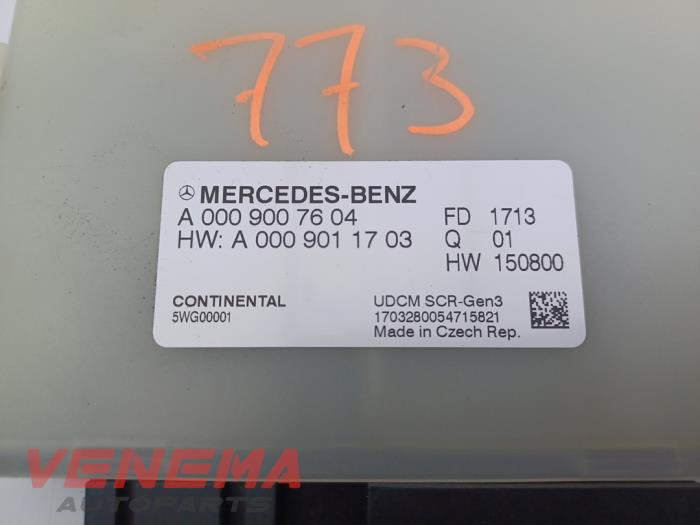 773
MERCEDES-BENZ
A 000 900 76 04 FD 1713
HW: A 000 901 17 03 Q 01
HW 150800
CONTINENTAL UDCM SCR-Gen3
5WG00001 1703280054715821
Made in Czech Rep.
VENEMA
AUTOPARTS